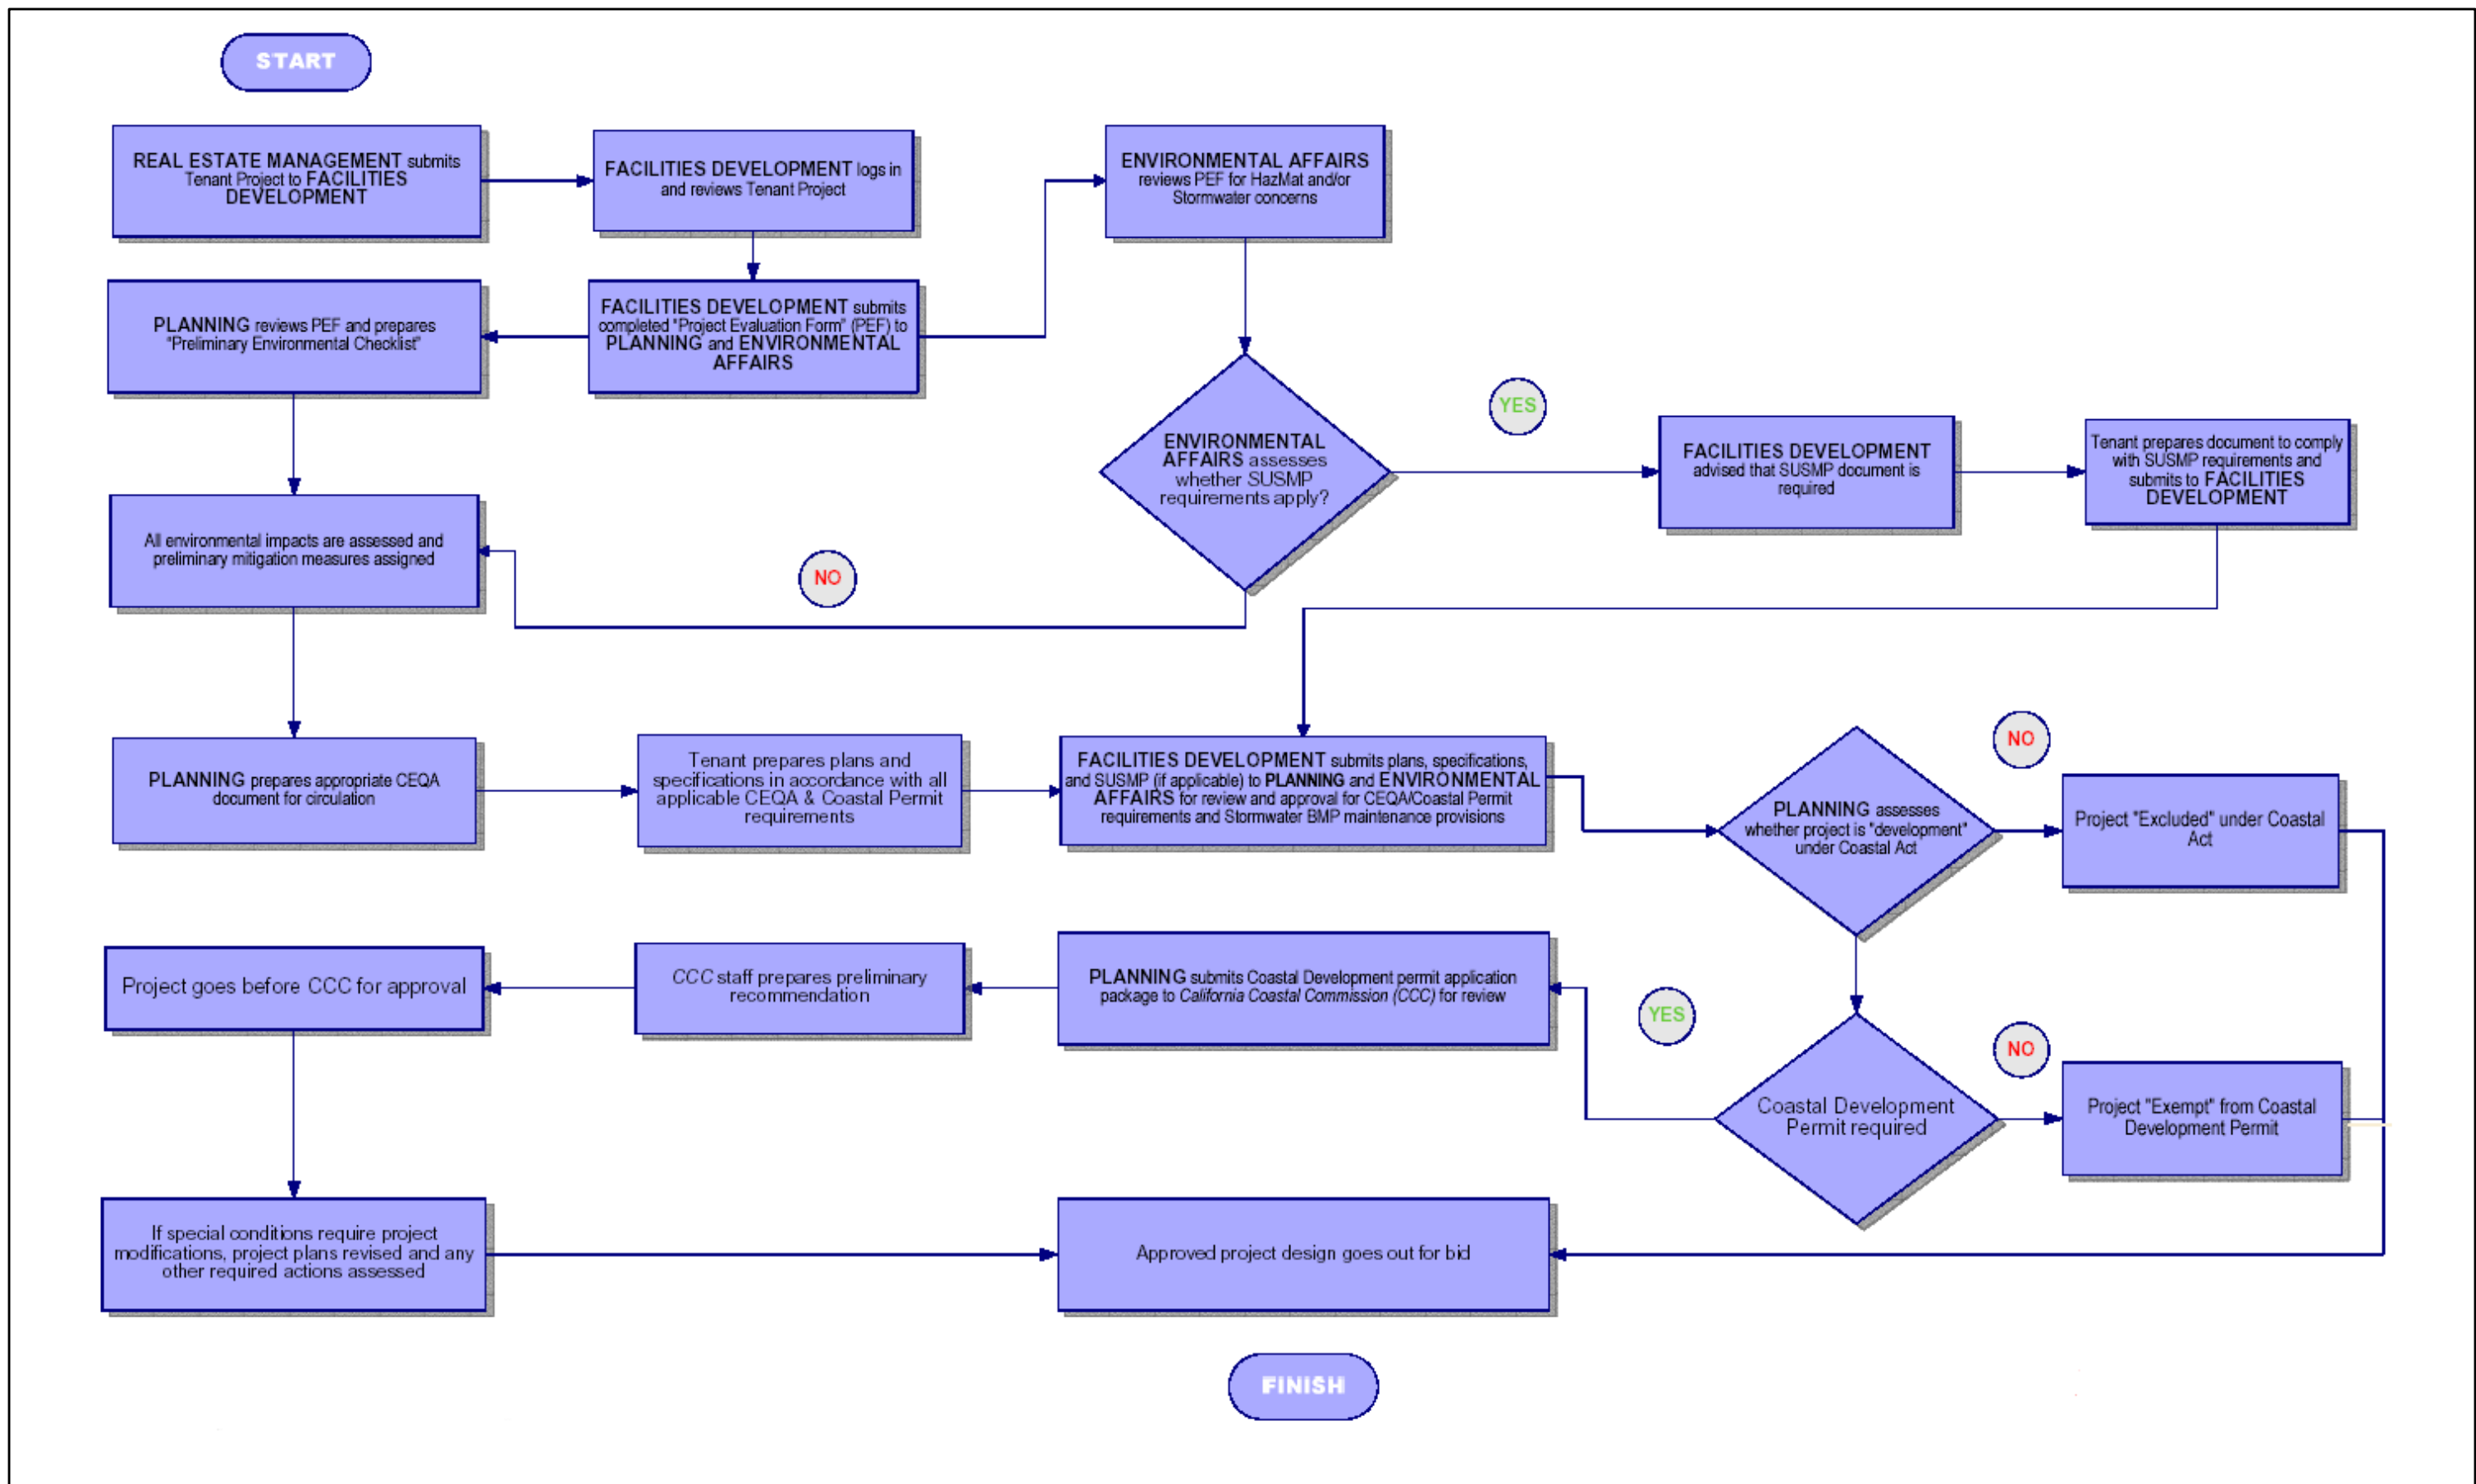 START
REAL ESTATE MANAGEMENT submits
Tenant Project to FACILITIES
DEVELOPMENT
FACILITIES DEVELOPMENT logs in
and reviews Tenant Project
ENVIRONMENTAL AFFAIRS
reviews PEF for HazMat and/or
Stormwater concerns
PLANNING reviews PEF and prepares
"Preliminary Environmental Checklist"
FACILITIES DEVELOPMENT submits
completed "Project Evaluation Form" (PEF) to
PLANNING and ENVIRONMENTAL
AFFAIRS
ENVIRONMENTAL
AFFAIRS assesses
whether SUSMP
requirements apply?
YES
FACILITIES DEVELOPMENT
advised that SUSMP document is
required
Tenant prepares document to comply
with SUSMP requirements and
submits to FACILITIES
DEVELOPMENT
All environmental impacts are assessed and
preliminary mitigation measures assigned
NO
PLANNING prepares appropriate CEQA
document for circulation
Tenant prepares plans and
specifications in accordance with all
applicable CEQA & Coastal Permit
requirements
FACILITIES DEVELOPMENT submits plans, specifications,
and SUSMP (if applicable) to PLANNING and ENVIRONMENTAL
AFFAIRS for review and approval for CEQA/Coastal Permit
requirements and Stormwater BMP maintenance provisions
PLANNING assesses
whether project is "development"
under Coastal Act
NO
Project "Excluded" under Coastal
Act
Project goes before CCC for approval
CCC staff prepares preliminary
recommendation
PLANNING submits Coastal Development permit application
package to California Coastal Commission (CCC) for review
YES
Coastal Development
Permit required
NO
Project "Exempt" from Coastal
Development Permit
If special conditions require project
modifications, project plans revised and any
other required actions assessed
Approved project design goes out for bid
FINISH